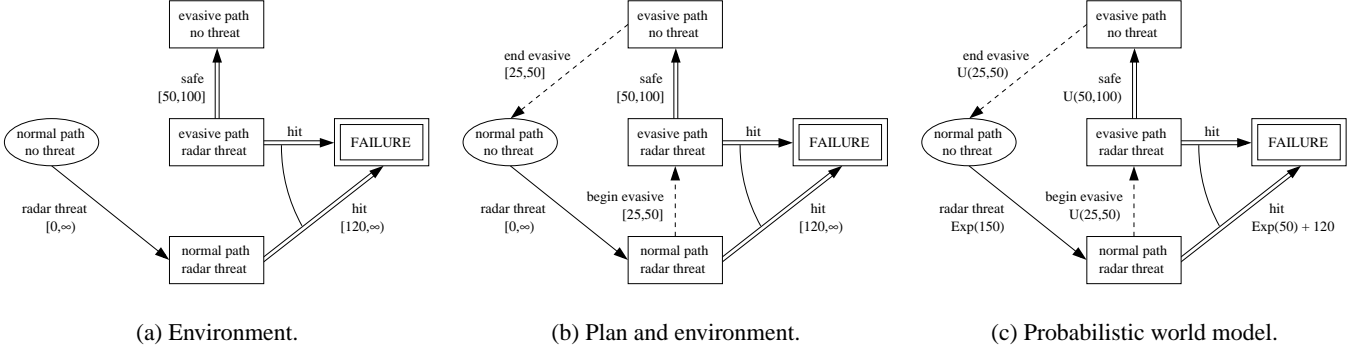 evasive path
no threat
safe
[50,100]
normal path
no threat
evasive path
radar threat
hit
FAILURE
radar threat
[0,∞)
hit
[120,∞)
normal path
radar threat
(a) Environment.
evasive path
no threat
end evasive
[25,50]
safe
[50,100]
normal path
no threat
evasive path
radar threat
hit
FAILURE
begin evasive
[25,50]
radar threat
[0,∞)
hit
[120,∞)
normal path
radar threat
(b) Plan and environment.
evasive path
no threat
end evasive
U(25,50)
safe
U(50,100)
normal path
no threat
evasive path
radar threat
hit
FAILURE
begin evasive
U(25,50)
radar threat
Exp(150)
hit
Exp(50) + 120
normal path
radar threat
(c) Probabilistic world model.